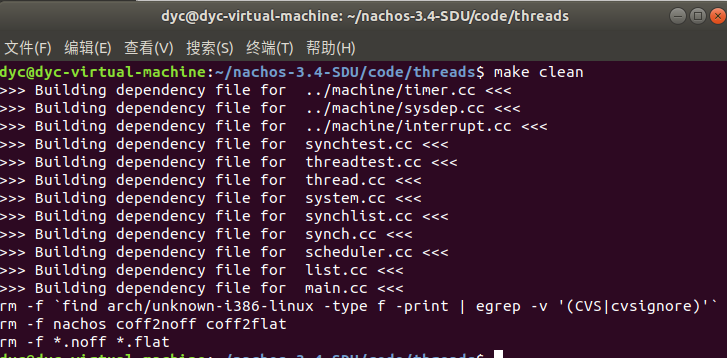 dyc@dyc-virtual-machine: ~/nachos-3.4-SDU/code/threads
文件(F) 编辑(E) 查看(V) 搜索(S) 终端(T) 帮助(H)
dyc@dyc-virtual-machine:~/nachos-3.4-SDU/code/threads$ make clean
>>> Building dependency file for  ../machine/timer.cc <<<
>>> Building dependency file for  ../machine/sysdep.cc <<<
>>> Building dependency file for  ../machine/interrupt.cc <<<
>>> Building dependency file for  synchtest.cc <<<
>>> Building dependency file for  threadtest.cc <<<
>>> Building dependency file for  thread.cc <<<
>>> Building dependency file for  system.cc <<<
>>> Building dependency file for  synchlist.cc <<<
>>> Building dependency file for  synch.cc <<<
>>> Building dependency file for  scheduler.cc <<<
>>> Building dependency file for  list.cc <<<
>>> Building dependency file for  main.cc <<<
rm -f `find arch/unknown-i386-linux -type f -print | egrep -v '(CVS|cvsignore)'`
rm -f nachos coff2noff coff2flat
rm -f *.noff *.flat
dyc@dyc-virtual-machine:~/nachos-3.4-SDU/code/threads$